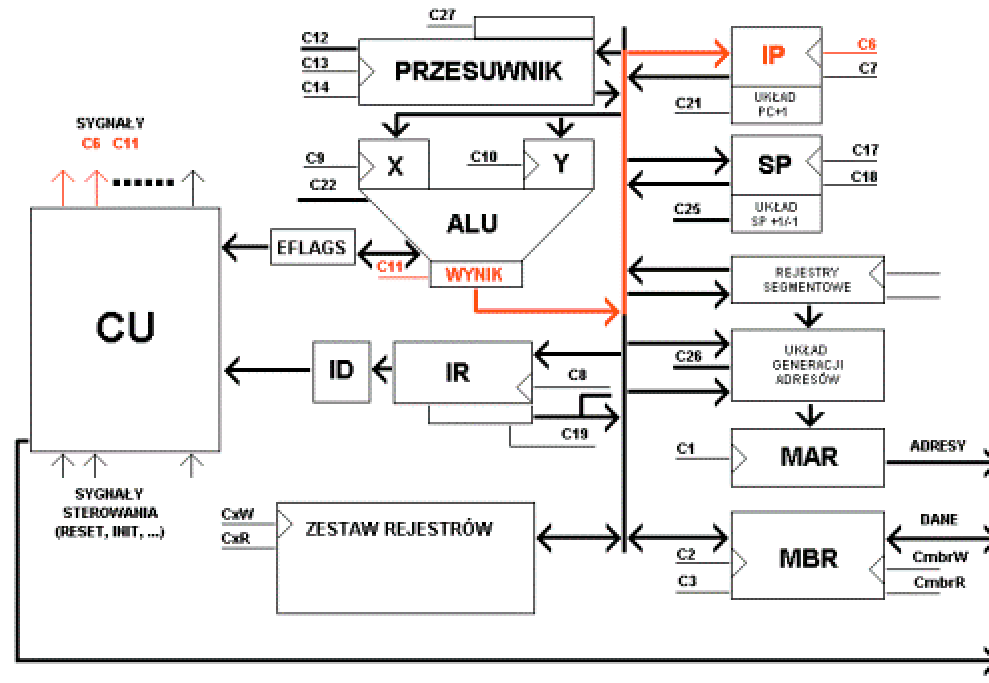 C27
C12
C13
C14
PRZESUWNIK
IP
C6
C7
C21
UKŁAD
PC+1
SYGNAŁY
C6 C11
C9
X
C10
Y
C22
ALU
SP
C17
C18
C25
UKŁAD
SP +1/-1
EFLAGS
C11
WYNIK
REJESTRY
SEGMENTOWE
CU
ID
IR
C8
C19
C26
UKŁAD
GENERACJI
ADRESÓW
C1
MAR
ADRESY
SYGNAŁY
STEROWANIA
(RESET, INIT, ...)
CxW
CxR
ZESTAW REJESTRÓW
C2
C3
MBR
DANE
CmbrW
CmbrR